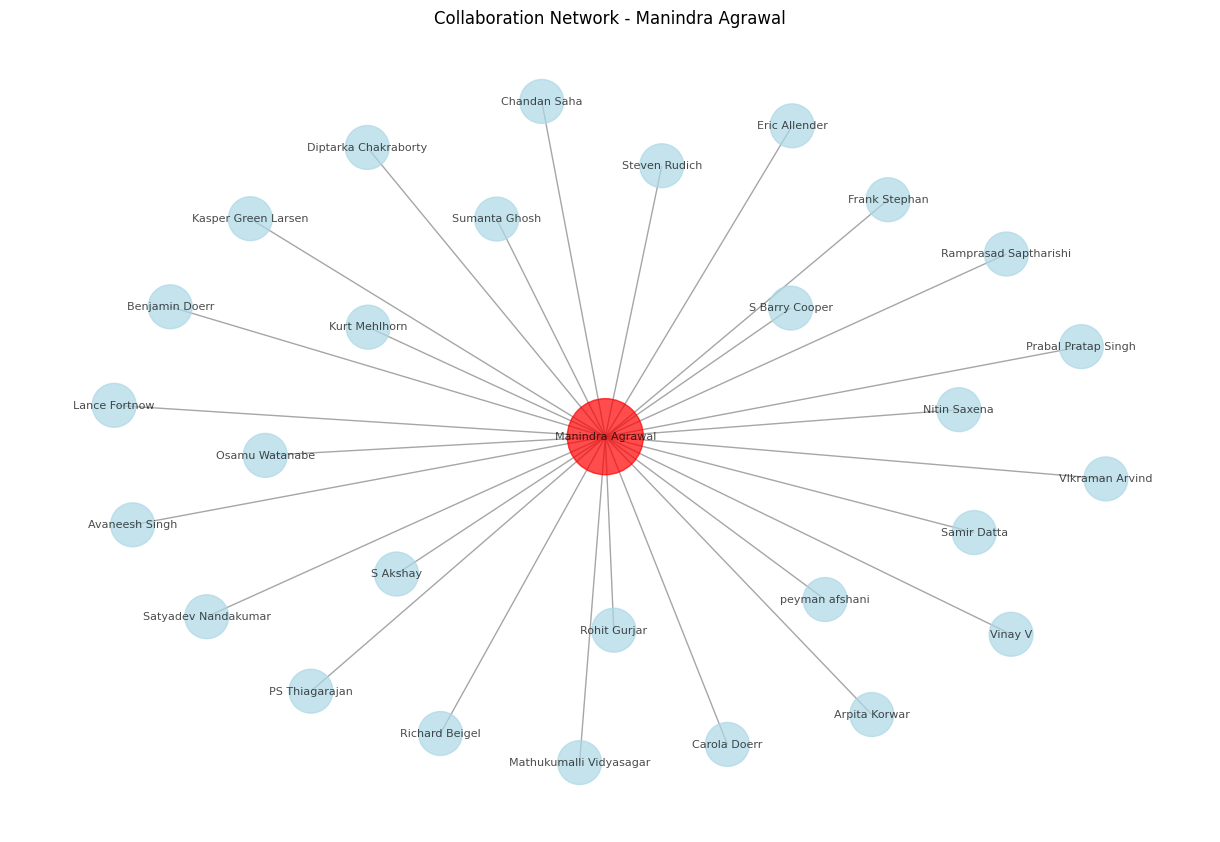 Collaboration Network - Manindra Agrawal
Chandan Saha
Eric Allender
Diptarka Chakraborty
Steven Rudich
Frank Stephan
Kasper Green Larsen
Sumanta Ghosh
Ramprasad Saptharishi
Benjamin Doerr
S Barry Cooper
Kurt Mehlhorn
Prabal Pratap Singh
Lance Fortnow
Nitin Saxena
Manindra Agrawal
Osamu Watanabe
VIkraman Arvind
Avaneesh Singh
Samir Datta
S Akshay
peyman afshani
Satyadev Nandakumar
Rohit Gurjar
Vinay V
PS Thiagarajan
Arpita Korwar
Richard Beigel
Carola Doerr
Mathukumalli Vidyasagar